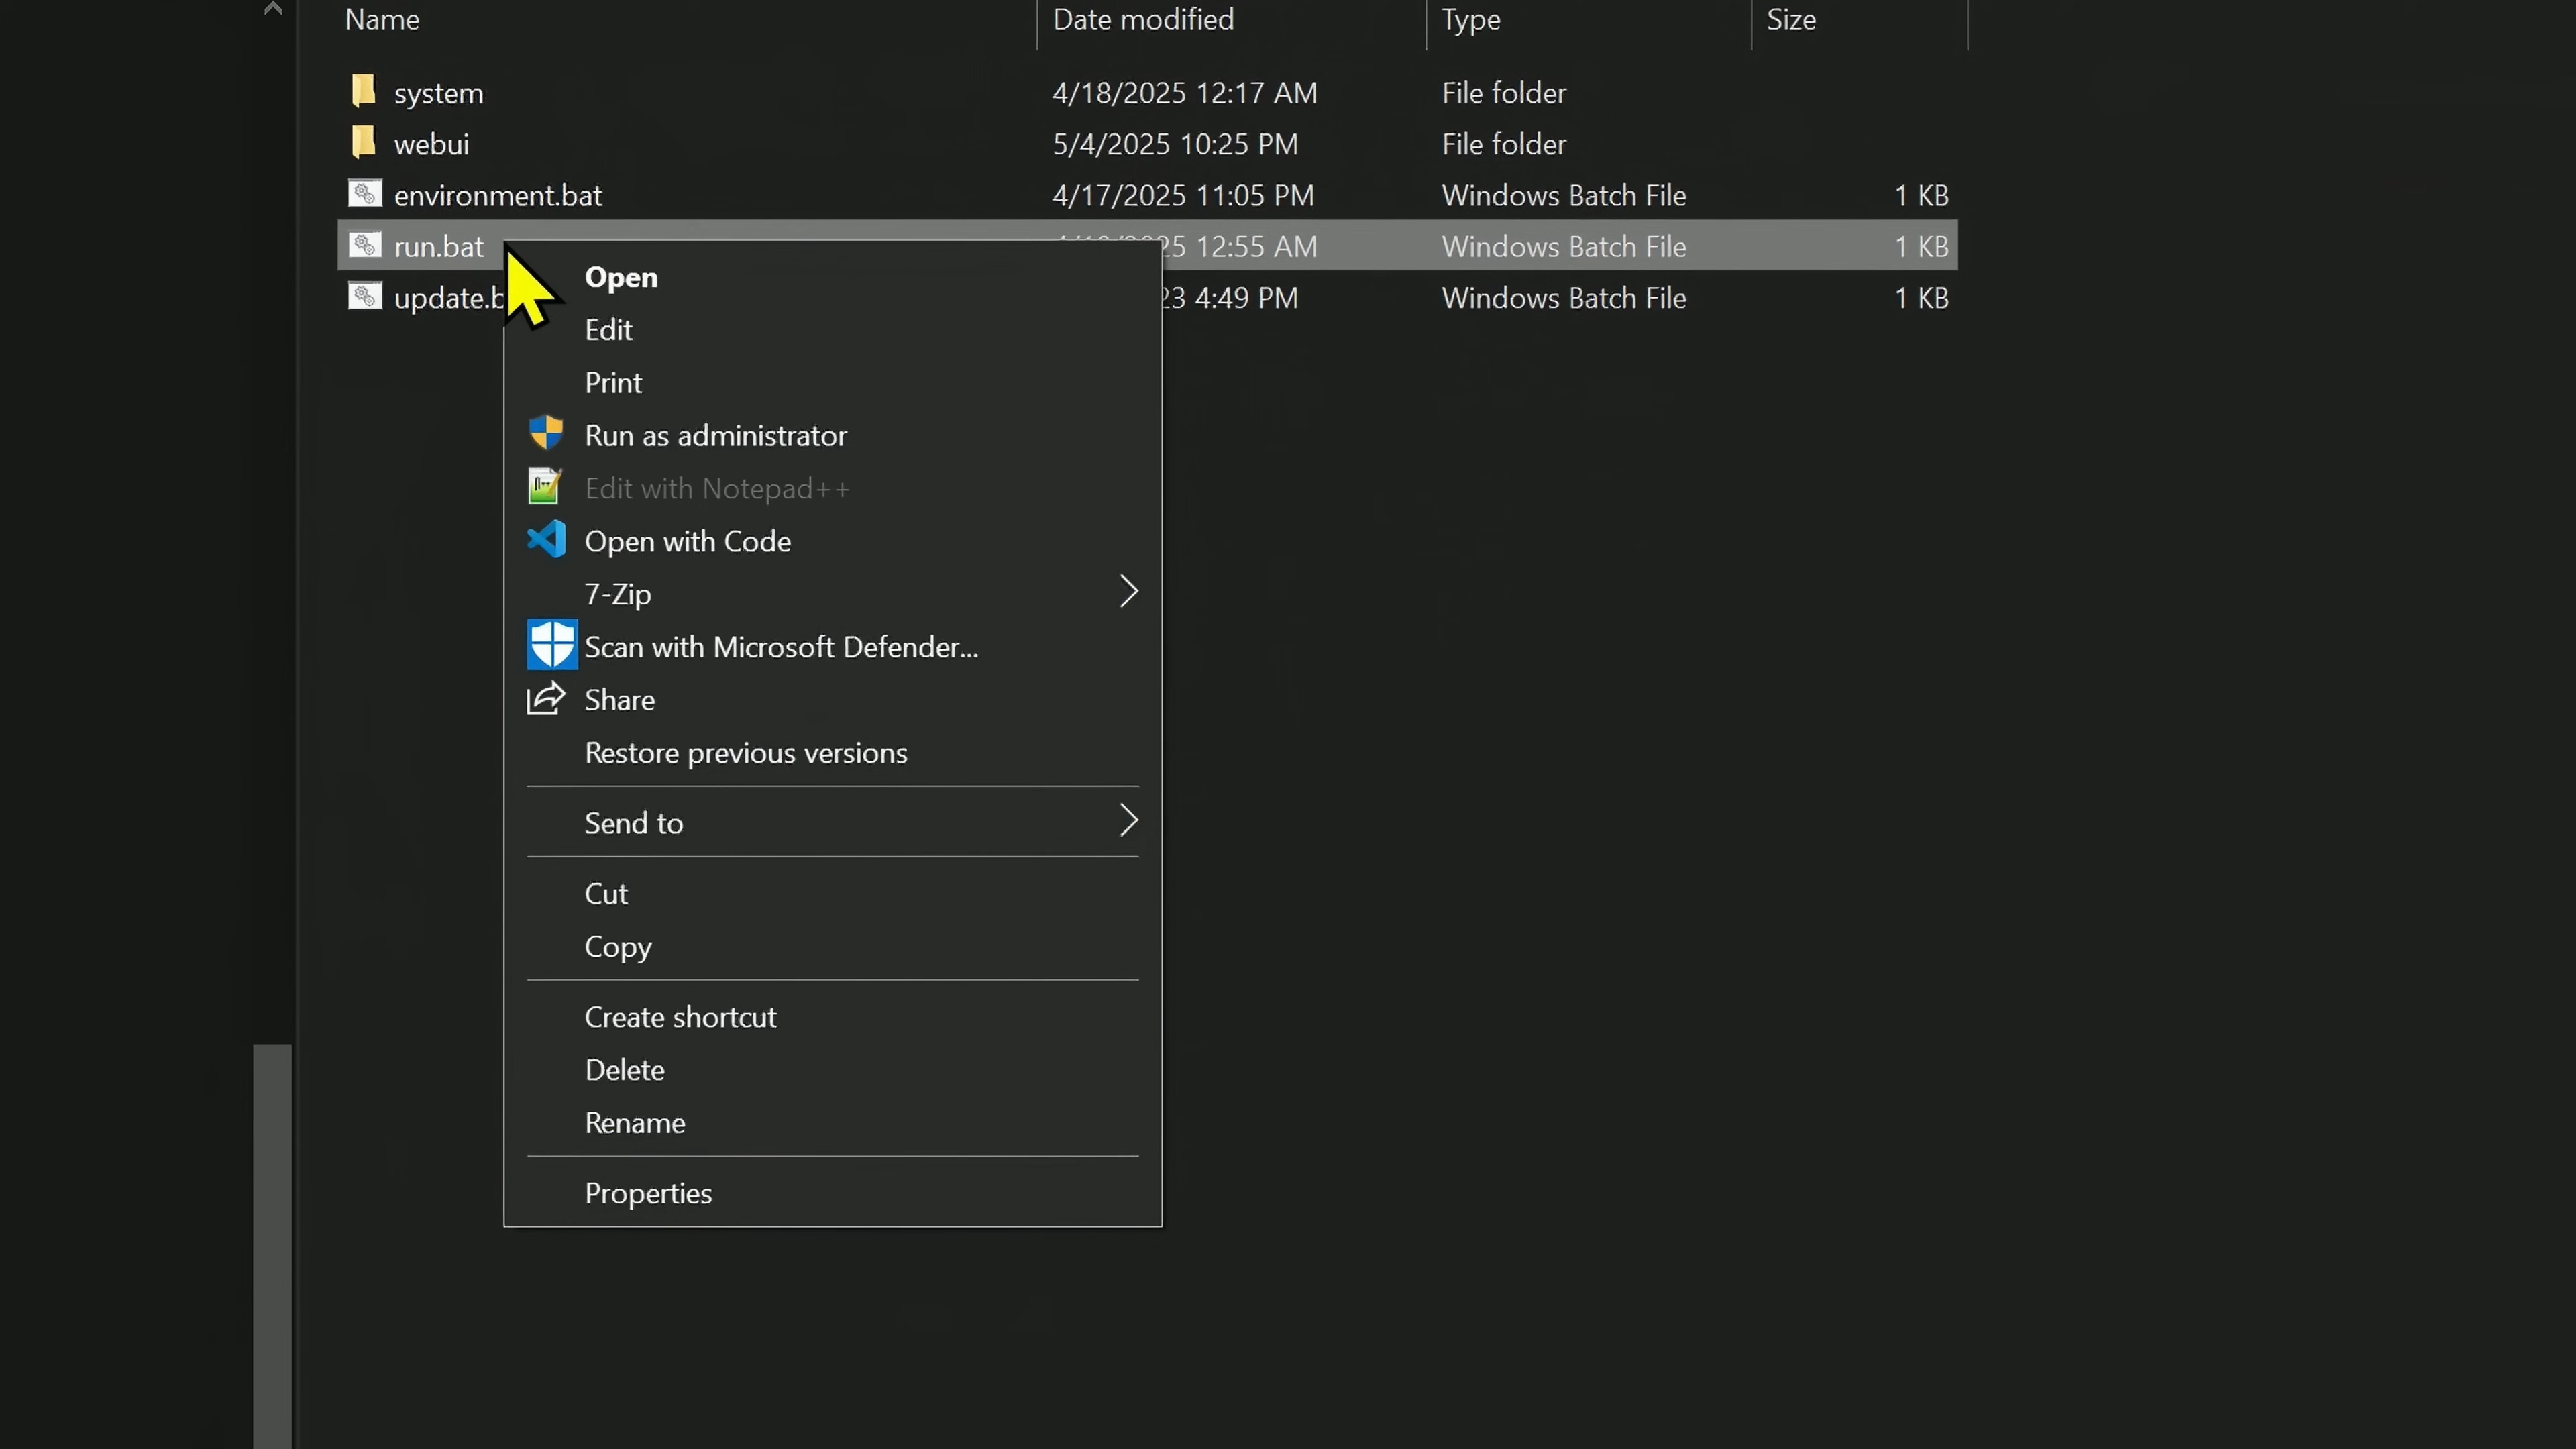 Name Date modified Type Size
system 4/18/2025 12:17 AM File folder
webui 5/4/2025 10:25 PM File folder
environment.bat 4/17/2025 11:05 PM Windows Batch File 1 KB
run.bat 12:55 AM Windows Batch File 1 KB
4:49 PM Windows Batch File 1 KB
Open
Edit
Print
Run as administrator
Edit with Notepad++
Open with Code
7-Zip
Scan with Microsoft Defender...
Share
Restore previous versions
Send to
Cut
Copy
Create shortcut
Delete
Rename
Properties